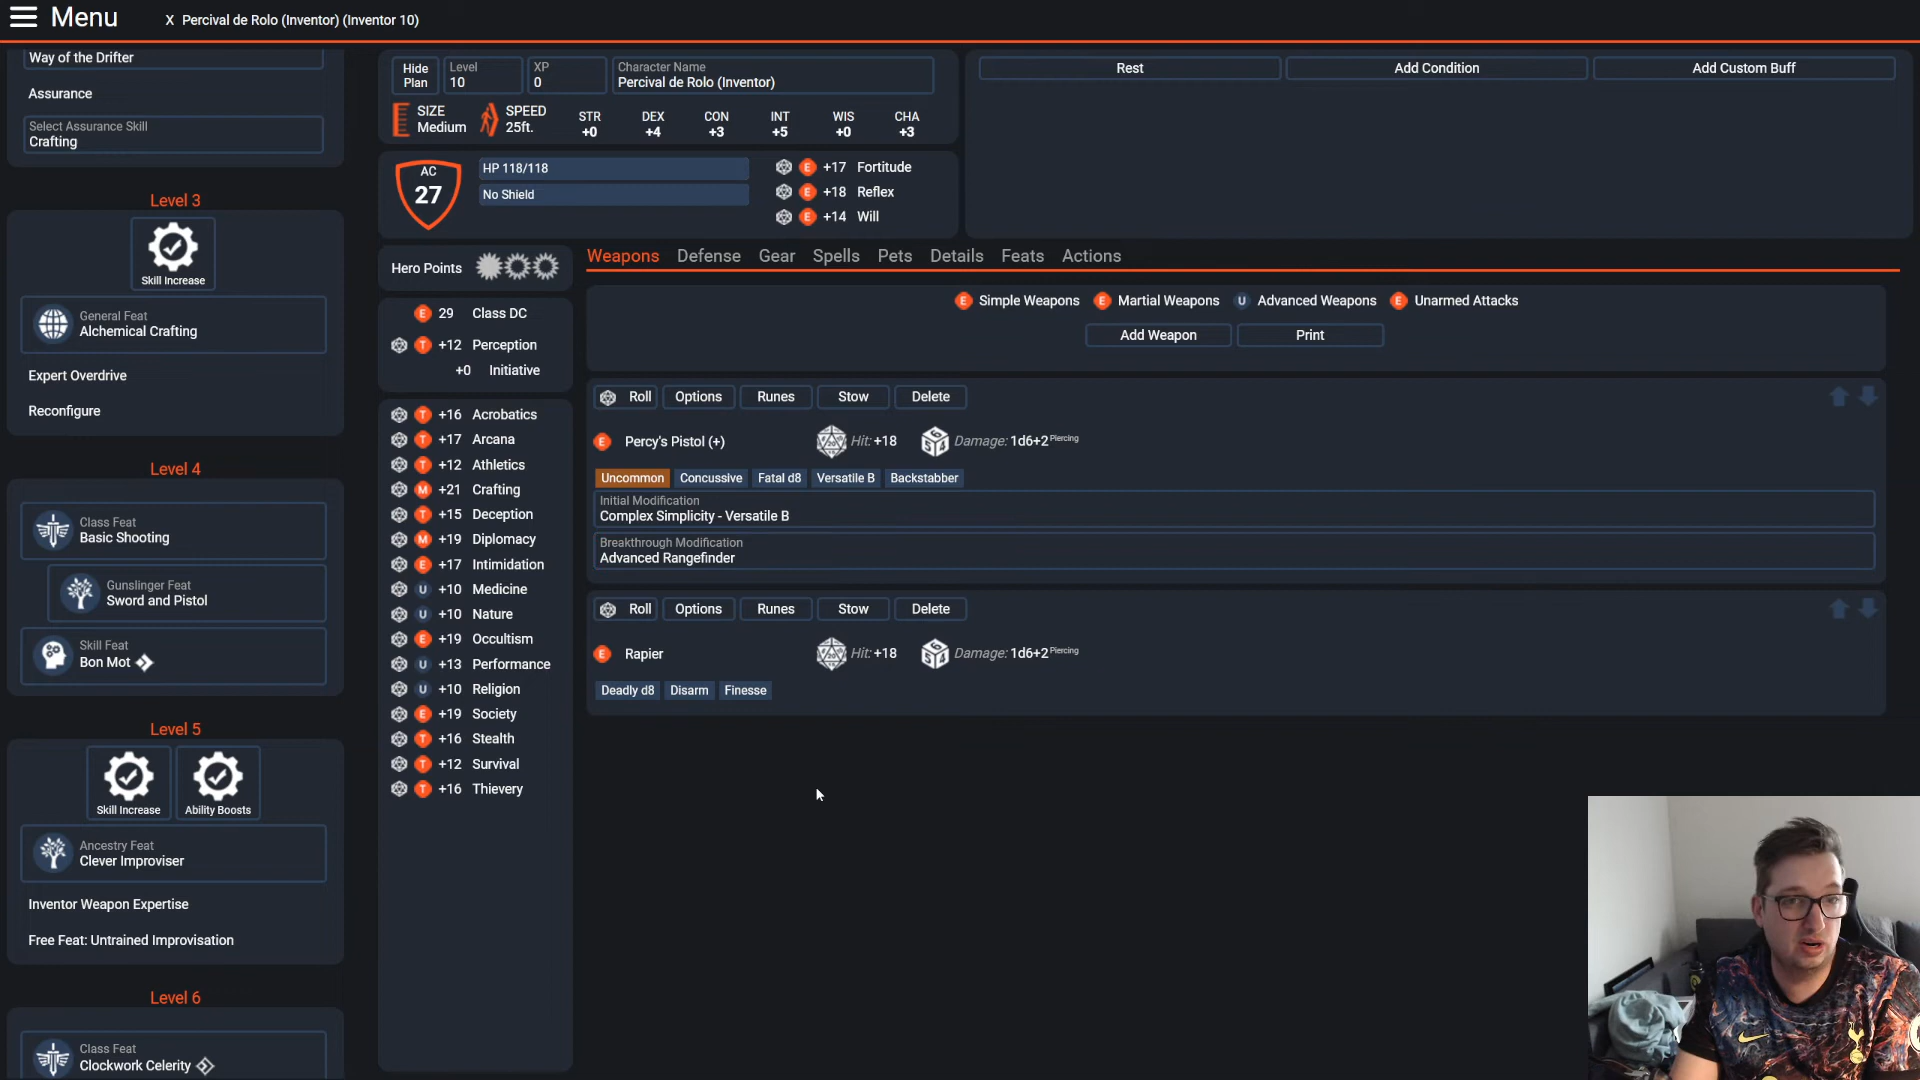 Menu
X Percival de Rolo (Inventor) (Inventor 10)
Way of the Drifter
Assurance
Select Assurance Skill
Crafting
Level 3
Skill Increase
General Feat
Alchemical Crafting
Expert Overdrive
Reconfigure
Level 4
Class Feat
Basic Shooting
Gunslinger Feat
Sword and Pistol
Skill Feat
Bon Mot
Level 5
Skill Increase
Ability Boosts
Ancestry Feat
Clever Improviser
Inventor Weapon Expertise
Free Feat: Untrained Improvisation
Level 6
Class Feat
Clockwork Celerity
Hide Plan
Level
10
XP
0
Character Name
Percival de Rolo (Inventor)
SIZE
Medium
SPEED
25ft.
STR
+0
DEX
+4
CON
+3
INT
+5
WIS
+0
CHA
+3
AC
27
HP 118/118
No Shield
E +17 Fortitude
E +18 Reflex
E +14 Will
Rest
Add Condition
Add Custom Buff
Hero Points
E 29 Class DC
T +12 Perception
+0 Initiative
T +16 Acrobatics
T +17 Arcana
T +12 Athletics
M +21 Crafting
T +15 Deception
M +19 Diplomacy
E +17 Intimidation
U +10 Medicine
U +10 Nature
E +19 Occultism
U +13 Performance
U +10 Religion
E +19 Society
T +16 Stealth
T +12 Survival
T +16 Thievery
Weapons Defense Gear Spells Pets Details Feats Actions
E Simple Weapons E Martial Weapons U Advanced Weapons E Unarmed Attacks
Add Weapon Print
Roll Options Runes Stow Delete
E Percy's Pistol (+) 20 Hit: +18 6 5 4 Damage: 1d6+2 Piercing
Uncommon Concussive Fatal d8 Versatile B Backstabber
Initial Modification
Complex Simplicity - Versatile B
Breakthrough Modification
Advanced Rangefinder
Roll Options Runes Stow Delete
E Rapier 20 Hit: +18 6 5 4 Damage: 1d6+2 Piercing
Deadly d8 Disarm Finesse